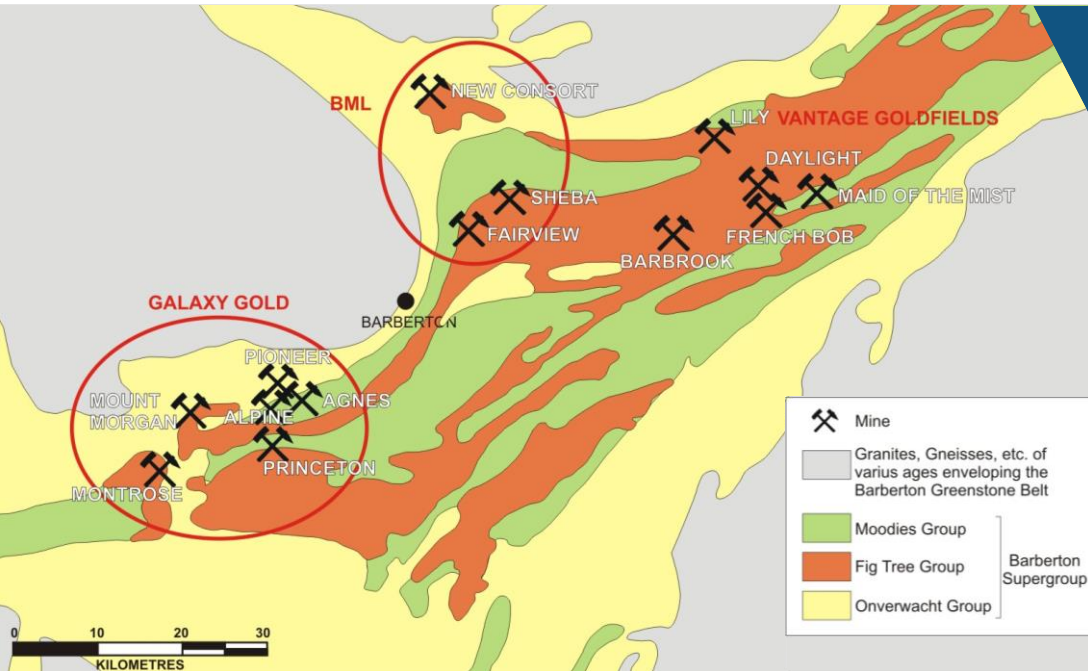 NEW CONSORT
BML
LILY
VANTAGE GOLDFIELDS
DAYLIGHT
MAID OF THE MIST
SHEBA
FAIRVIEW
FRENCH BOB
BARBROOK
GALAXY GOLD
BARBERTON
PIONEER
MOUNT
MORGAN
ALPINE
AGNES
PRINCETON
MONTROSE
Mine
Granites, Gneisses, etc. of
varius ages enveloping the
Barberton Greenstone Belt
Moodies Group
Fig Tree Group
Onverwacht Group
Barberton
Supergroup
0 10 20 30
KILOMETRES